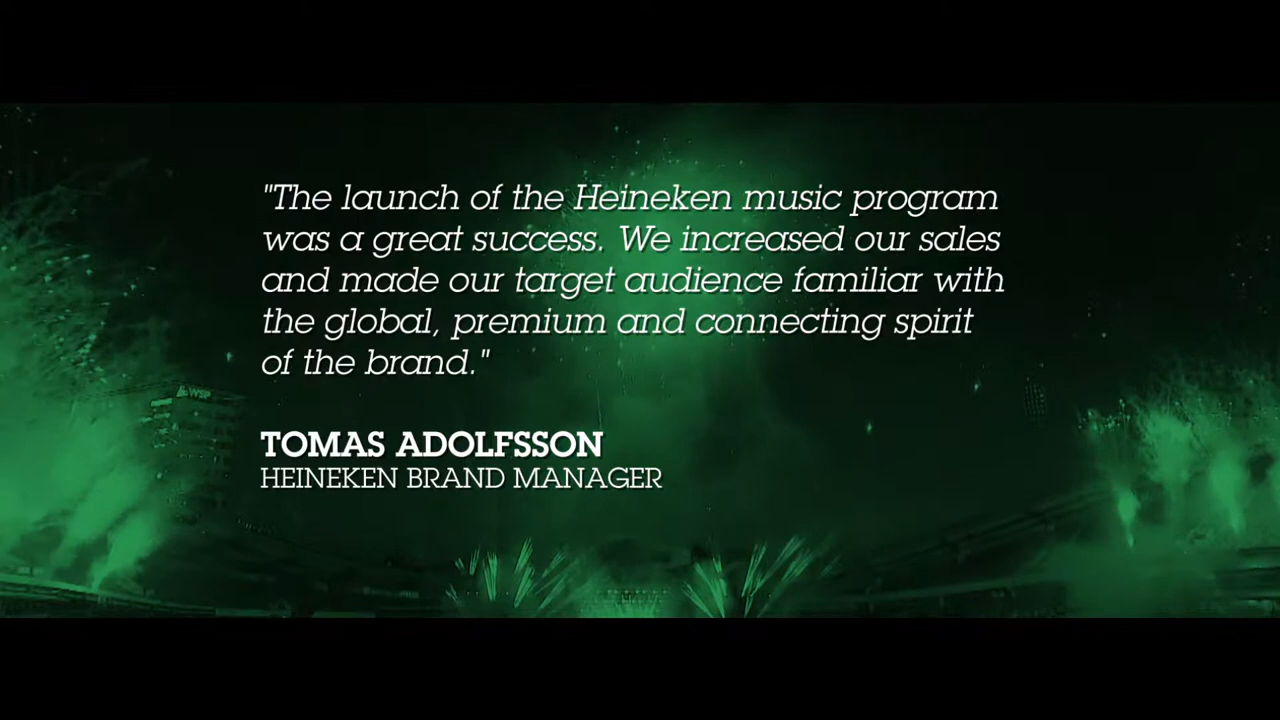 "The launch of the Heineken music program
was a great success. We increased our sales
and made our target audience familiar with
the global, premium and connecting spirit
of the brand."
TOMAS ADOLFSSON
HEINEKEN BRAND MANAGER
WSP